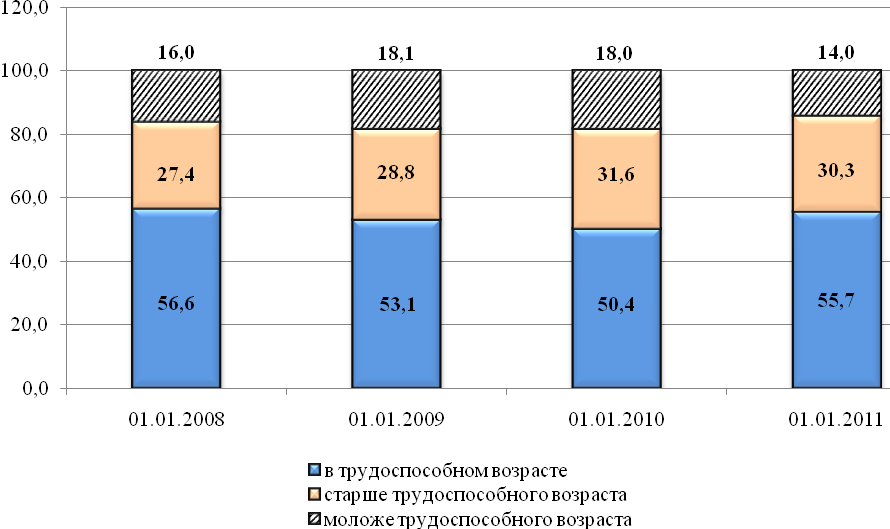 120,0
16,0 18,1 18,0 14,0
100,0
80,0
27,4 28,8 31,6 30,3
60,0
40,0
56,6 53,1 50,4 55,7
20,0
0,0
01.01.2008 01.01.2009 01.01.2010 01.01.2011
в трудоспособном возрасте
старше трудоспособного возраста
моложе трудоспособного возраста